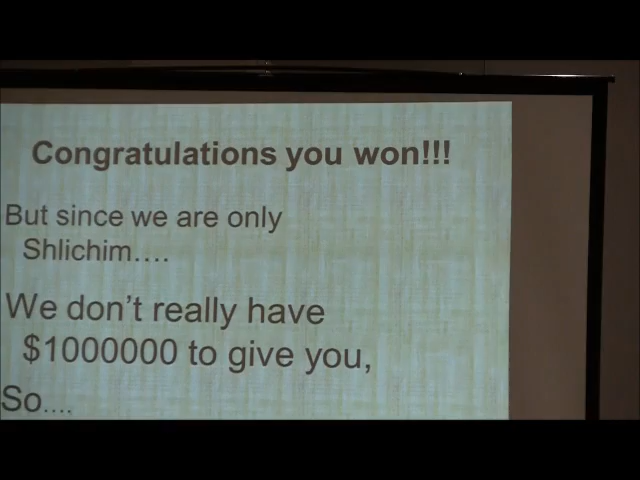 Congratulations you won!!!
But since we are only
Shlichim....
We don't really have
$1000000 to give you,
So....